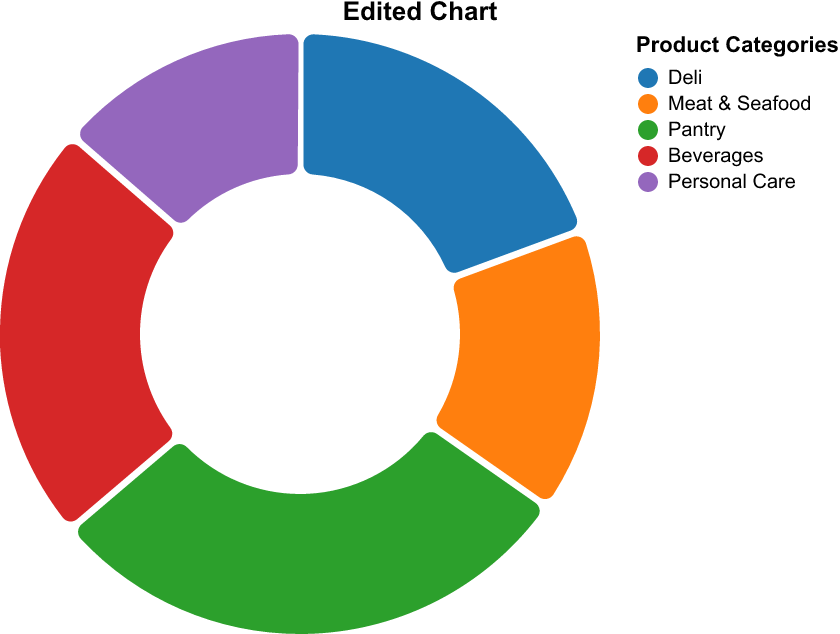 Edited Chart
Product Categories
Deli
Meat & Seafood
Pantry
Beverages
Personal Care